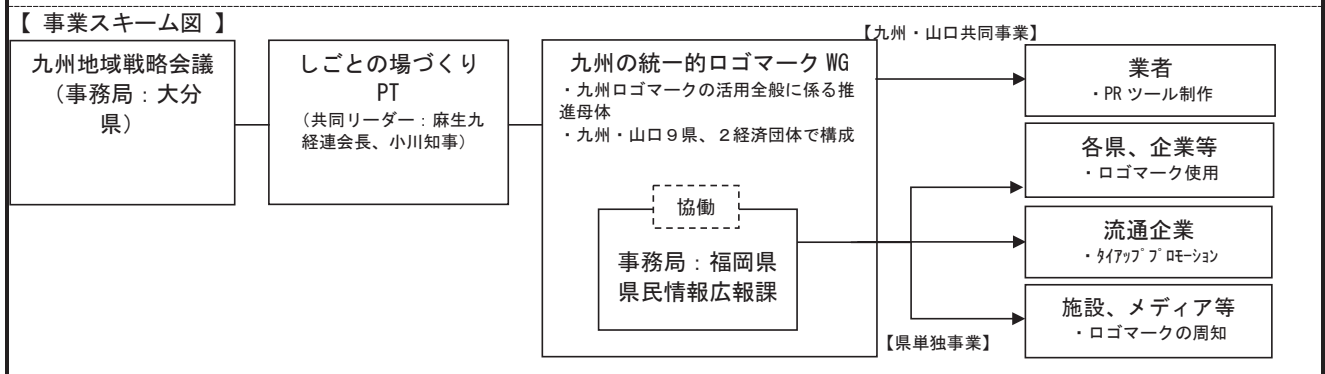 【 事業スキーム図 】
九州地域戦略会議
（事務局：大分
県）
しごとの場づくり
PT
（共同リーダー：麻生九
経連会長、小川知事）
九州の統一的ロゴマーク WG
・九州ロゴマークの活用全般に係る推
進母体
・九州・山口９県、２経済団体で構成
協働
事務局：福岡県
県民情報広報課
【九州・山口共同事業】
業者
・PR ツール制作
各県、企業等
・ロゴマーク使用
流通企業
・ﾀｲｱｯﾌﾟﾌﾟﾛﾓｰｼｮﾝ
施設、メディア等
・ロゴマークの周知
【県単独事業】